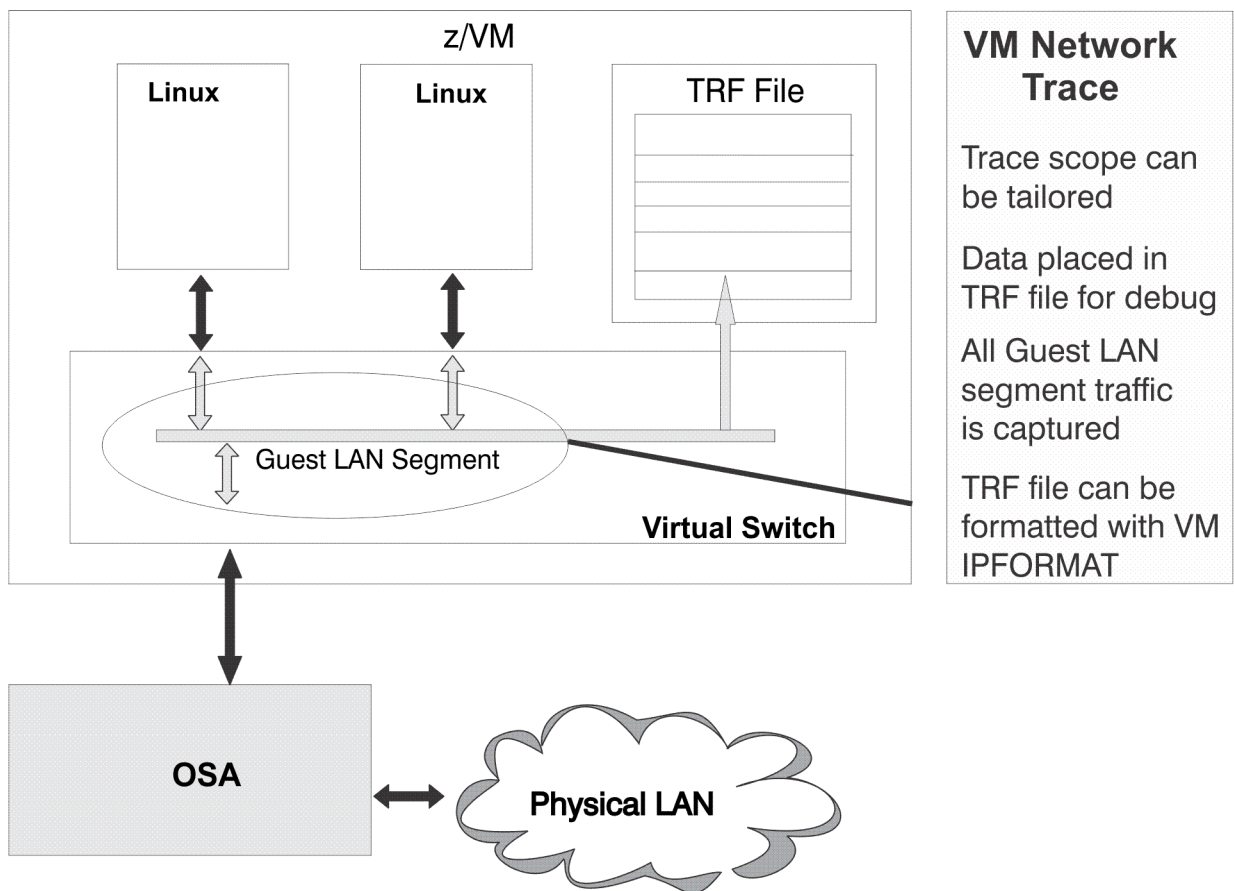 z/VM
Linux
Linux
TRF File
Guest LAN Segment
Virtual Switch
OSA
Physical LAN
VM Network
Trace
Trace scope can
be tailored
Data placed in
TRF file for debug
All Guest LAN
segment traffic
is captured
TRF file can be
formatted with VM
IPFORMAT